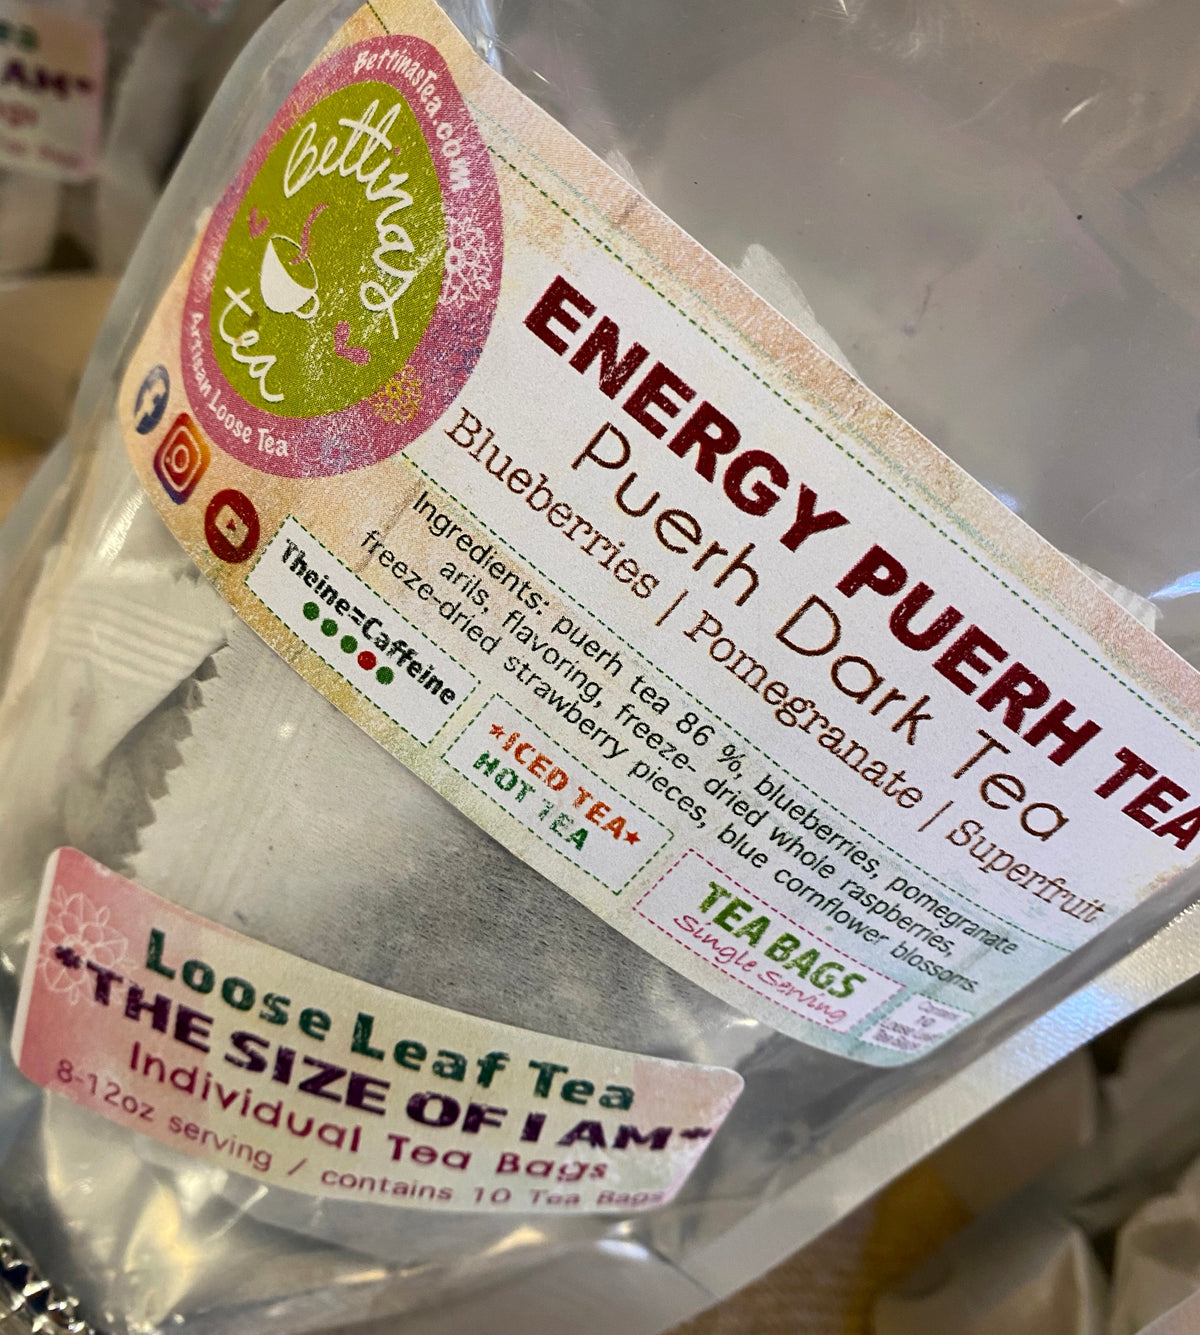 BettinasTea.com
Bettinas
tea
Artisan Loose Tea
ENERGY PUERH TEA
Puerh Dark Tea
Blueberries | Pomegranate | Superfruit
Ingredients: puerh tea 86 %, blueberries, pomegranate
arils, flavoring, freeze- dried whole raspberries,
freeze-dried strawberry pieces, blue cornflower blossoms.
Theine=Caffeine
*ICED TEA*
HOT TEA
TEA BAGS
Single Serving
Contains
10
Loose Leaf Tea
*THE SIZE OF I AM*
Individual Tea Bags
8-12oz serving / contains 10 Tea Bags